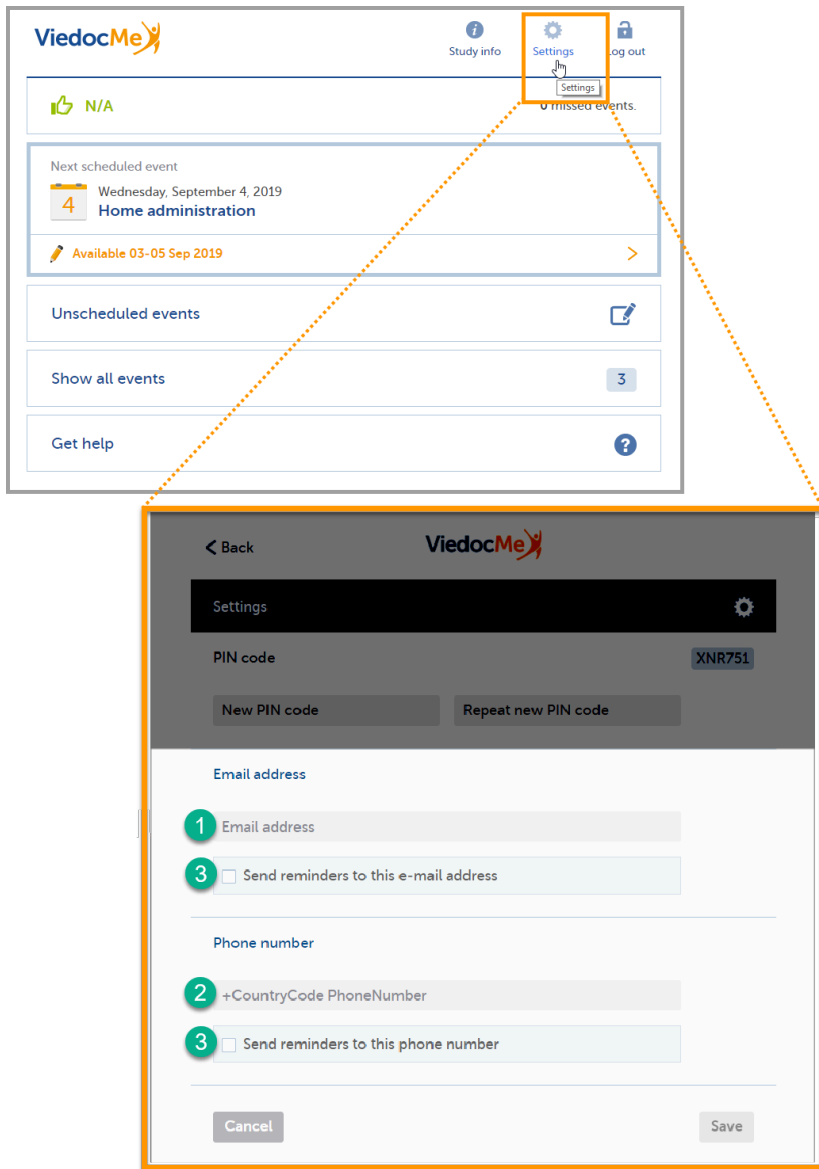 ViedocMe
Study info
Settings
Log out
Settings
N/A
0 missed events.
Next scheduled event
4
Wednesday, September 4, 2019
Home administration
Available 03-05 Sep 2019
Unscheduled events
Show all events
3
Get help
?
Back
ViedocMe
Settings
PIN code
XNR751
New PIN code
Repeat new PIN code
Email address
1
Email address
3
Send reminders to this e-mail address
Phone number
2
+CountryCode PhoneNumber
3
Send reminders to this phone number
Cancel
Save